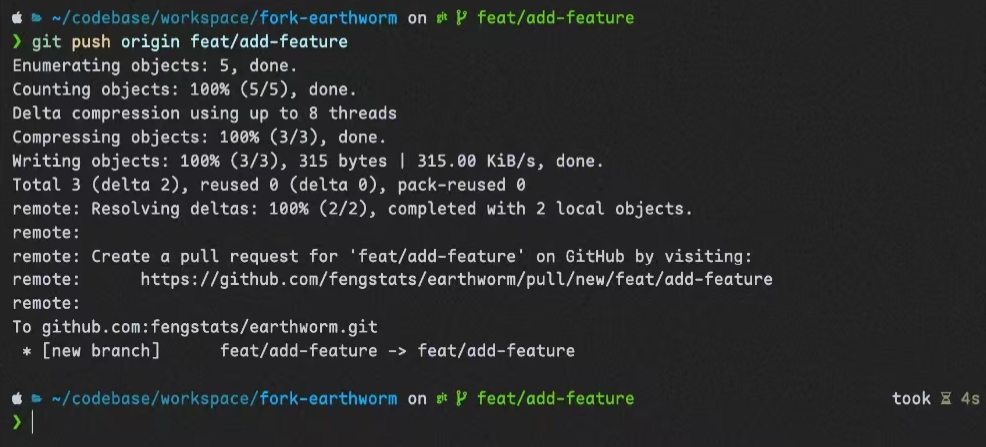 ~/codebase/workspace/fork-earthworm on git feat/add-feature
❯ git push origin feat/add-feature
Enumerating objects: 5, done.
Counting objects: 100% (5/5), done.
Delta compression using up to 8 threads
Compressing objects: 100% (3/3), done.
Writing objects: 100% (3/3), 315 bytes | 315.00 KiB/s, done.
Total 3 (delta 2), reused 0 (delta 0), pack-reused 0
remote: Resolving deltas: 100% (2/2), completed with 2 local objects.
remote:
remote: Create a pull request for 'feat/add-feature' on GitHub by visiting:
remote:      https://github.com/fengstats/earthworm/pull/new/feat/add-feature
remote:
To github.com:fengstats/earthworm.git
 * [new branch]      feat/add-feature -> feat/add-feature
~/codebase/workspace/fork-earthworm on git feat/add-feature took ⌛ 4s
❯